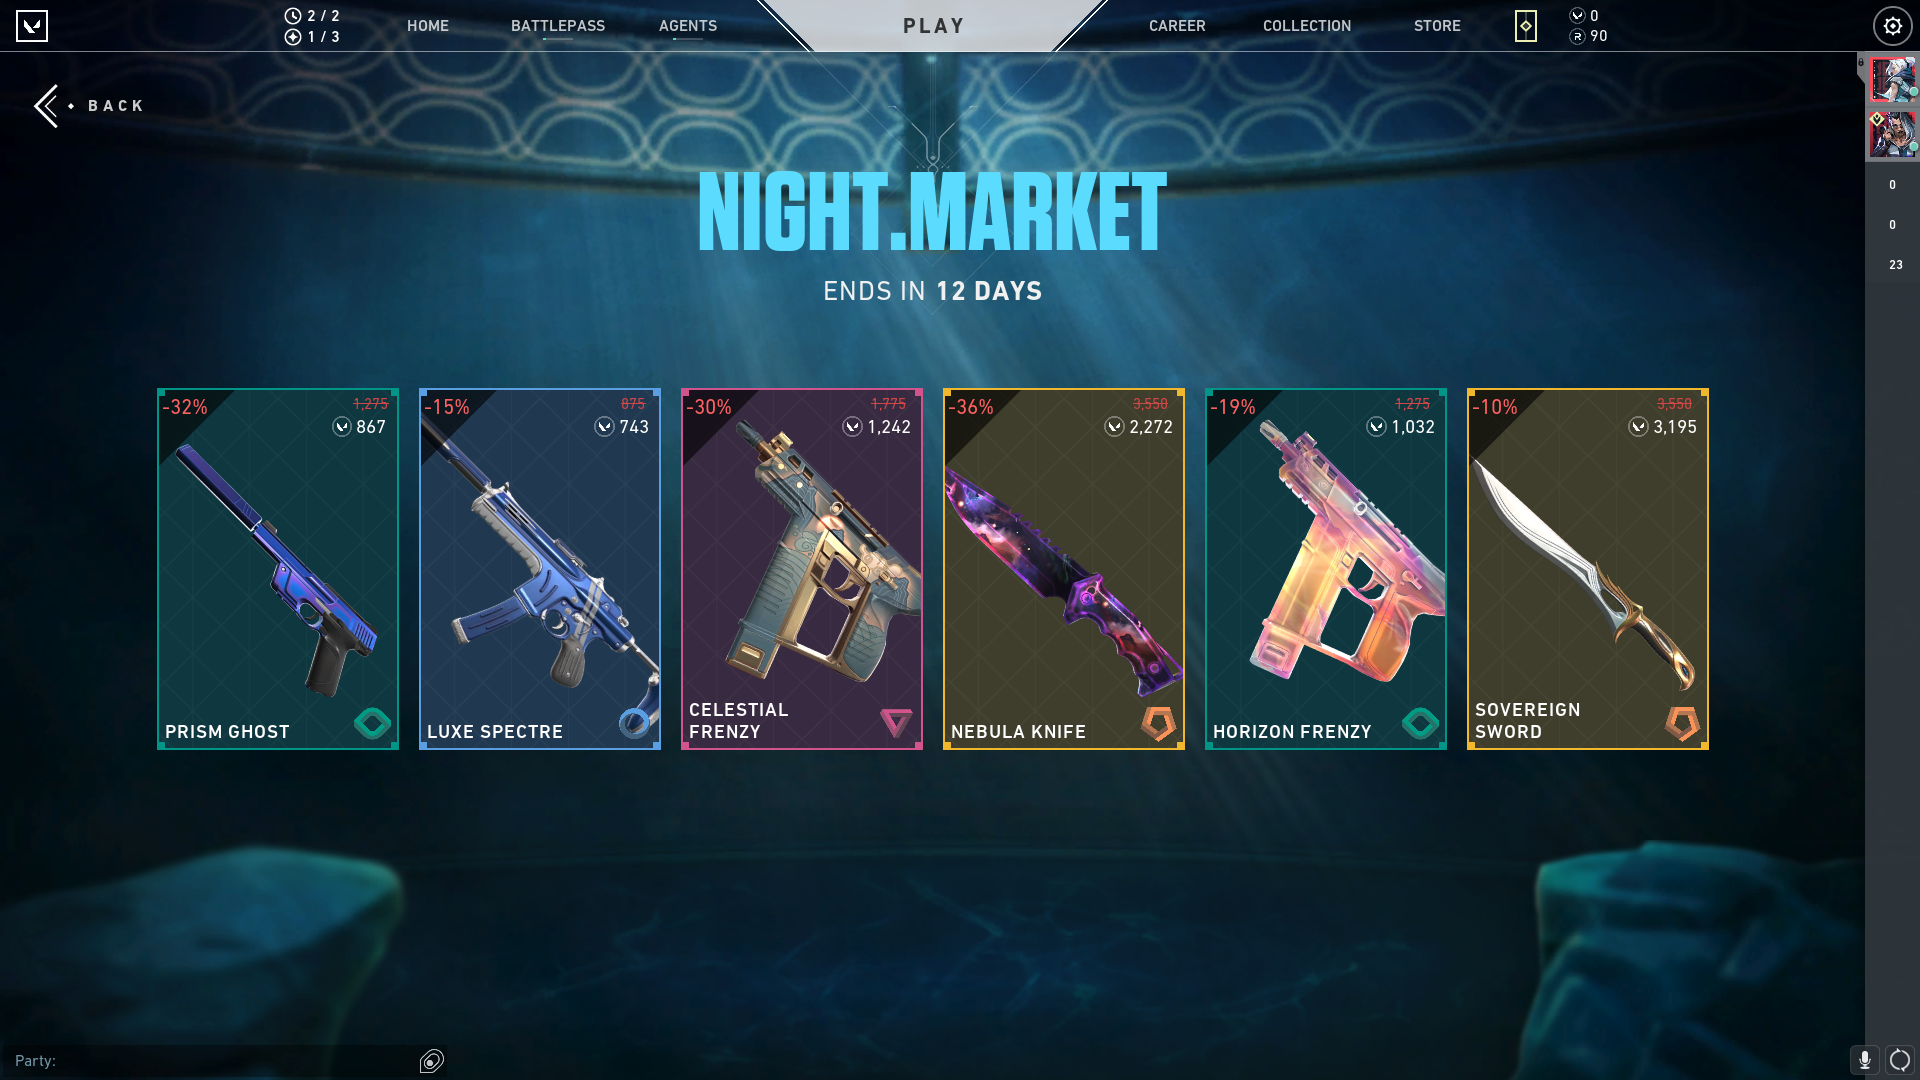 2 / 2
1 / 3
HOME
BATTLEPASS
AGENTS
PLAY
CAREER
COLLECTION
STORE
0
R 90
BACK
0
0
23
NIGHT.MARKET
ENDS IN 12 DAYS
-32%
1,275
867
PRISM GHOST
-15%
875
743
LUXE SPECTRE
-30%
1,775
1,242
CELESTIAL
FRENZY
-36%
3,550
2,272
NEBULA KNIFE
-19%
1,275
1,032
HORIZON FRENZY
-10%
3,550
3,195
SOVEREIGN
SWORD
Party: